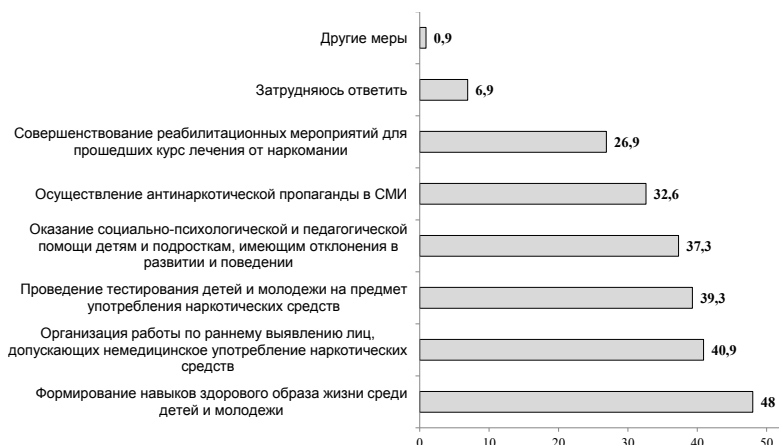 Другие меры
0,9
Затрудняюсь ответить
6,9
Совершенствование реабилитационных мероприятий для
прошедших курс лечения от наркомании
26,9
Осуществление антинаркотической пропаганды в СМИ
32,6
Оказание социально-психологической и педагогической
помощи детям и подросткам, имеющим отклонения в
развитии и поведении
37,3
Проведение тестирования детей и молодежи на предмет
употребления наркотических средств
39,3
Организация работы по раннему выявлению лиц,
допускающих немедицинское употребление наркотических
средств
40,9
Формирование навыков здорового образа жизни среди
детей и молодежи
48
0 10 20 30 40 50